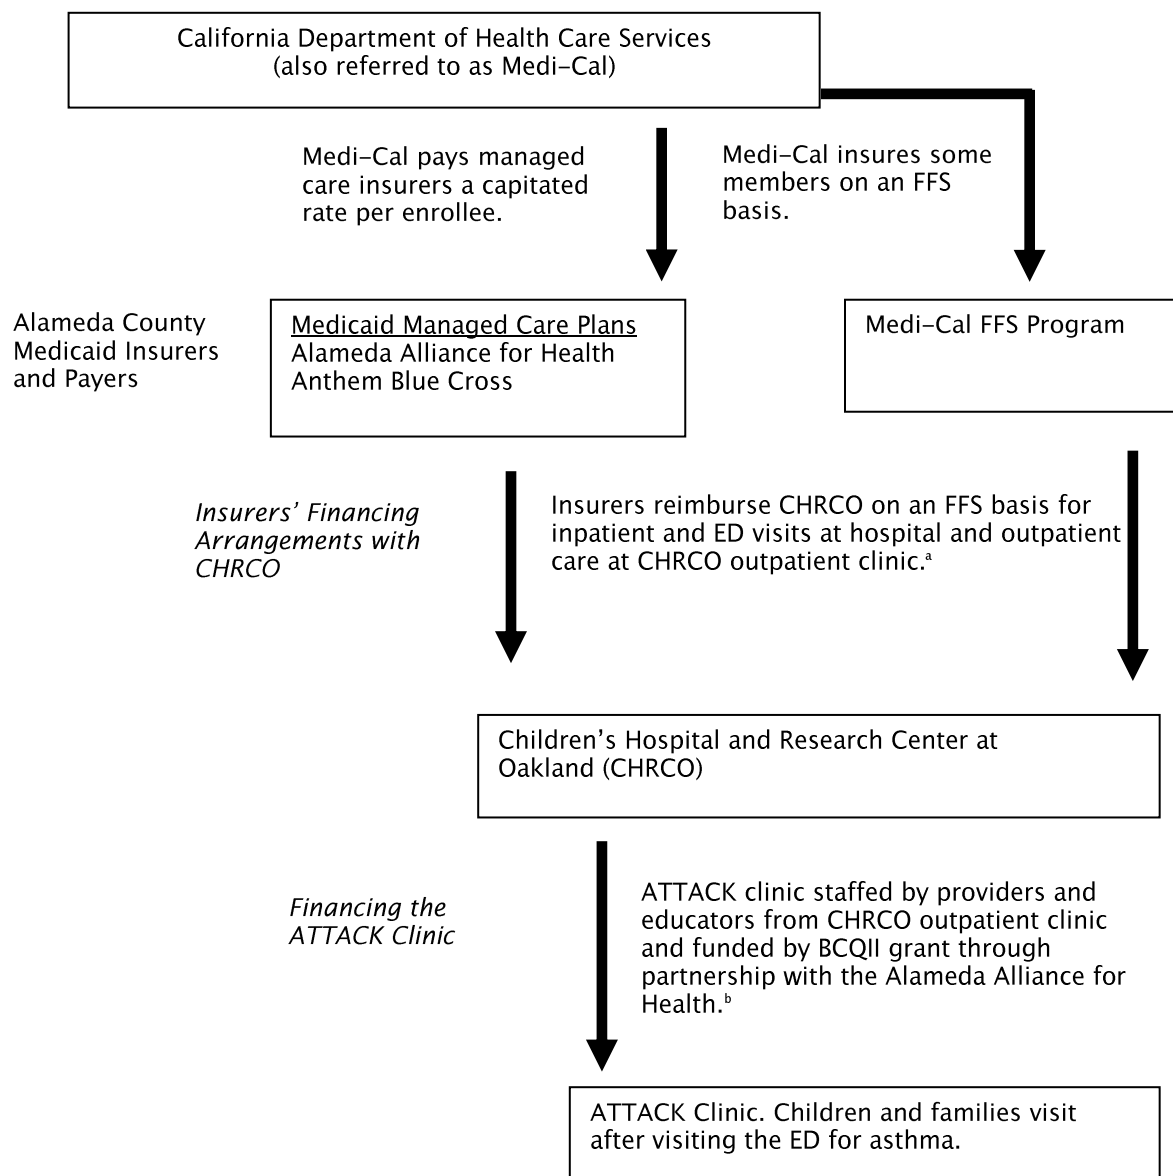 California Department of Health Care Services
(also referred to as Medi-Cal)
Medi-Cal pays managed
care insurers a capitated
rate per enrollee.
Medi-Cal insures some
members on an FFS
basis.
Alameda County
Medicaid Insurers
and Payers
Medicaid Managed Care Plans
Alameda Alliance for Health
Anthem Blue Cross
Medi-Cal FFS Program
Insurers' Financing
Arrangements with
CHRCO
Insurers reimburse CHRCO on an FFS basis for
inpatient and ED visits at hospital and outpatient
care at CHRCO outpatient clinic.ᵃ
Children's Hospital and Research Center at
Oakland (CHRCO)
Financing the
ATTACK Clinic
ATTACK clinic staffed by providers and
educators from CHRCO outpatient clinic
and funded by BCQII grant through
partnership with the Alameda Alliance for
Health.ᵇ
ATTACK Clinic. Children and families visit
after visiting the ED for asthma.